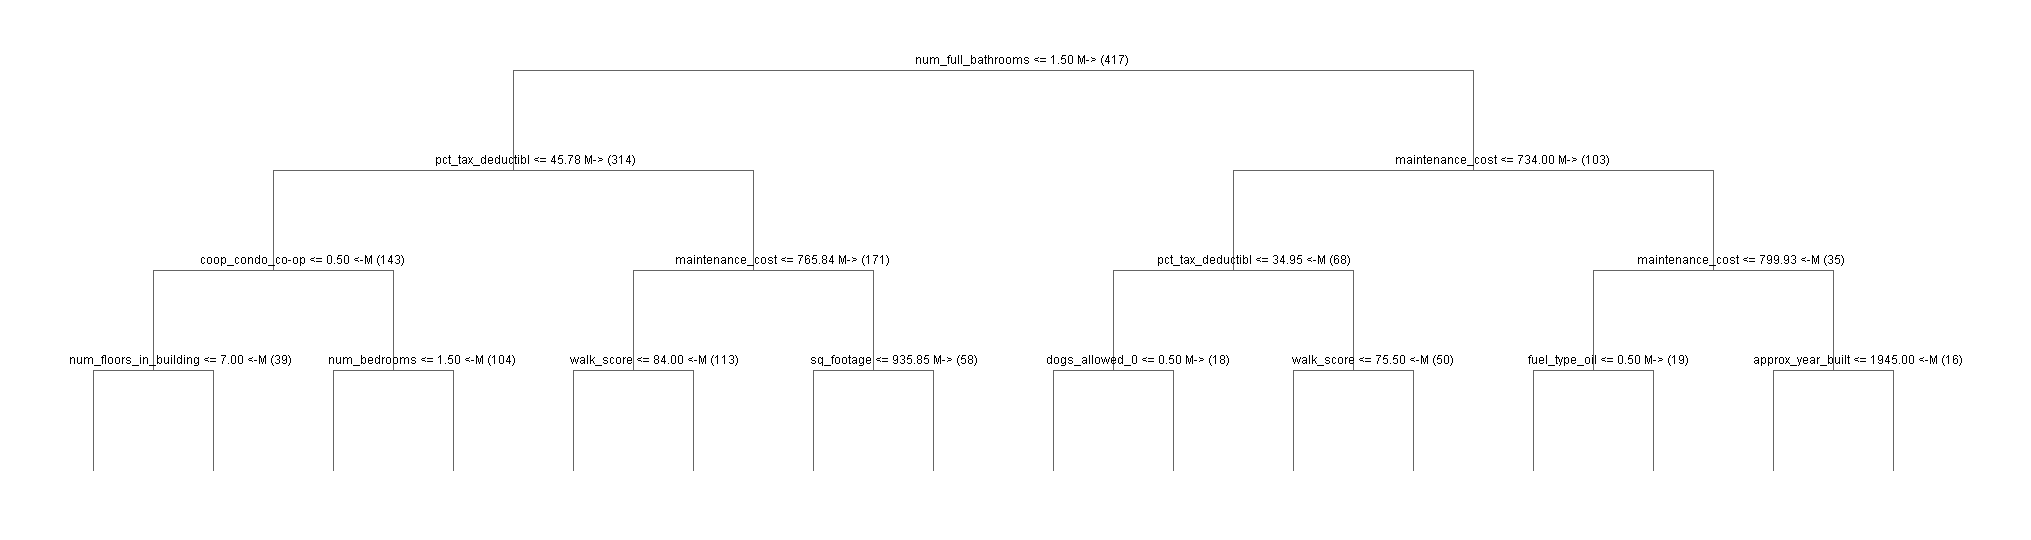 num_full_bathrooms <= 1.50 M-> (417)
pct_tax_deductibl <= 45.78 M-> (314)
maintenance_cost <= 734.00 M-> (103)
coop_condo_co-op <= 0.50 <-M (143)
maintenance_cost <= 765.84 M-> (171)
pct_tax_deductibl <= 34.95 <-M (68)
maintenance_cost <= 799.93 <-M (35)
num_floors_in_building <= 7.00 <-M (39)
num_bedrooms <= 1.50 <-M (104)
walk_score <= 84.00 <-M (113)
sq_footage <= 935.85 M-> (58)
dogs_allowed_0 <= 0.50 M-> (18)
walk_score <= 75.50 <-M (50)
fuel_type_oil <= 0.50 M-> (19)
approx_year_built <= 1945.00 <-M (16)